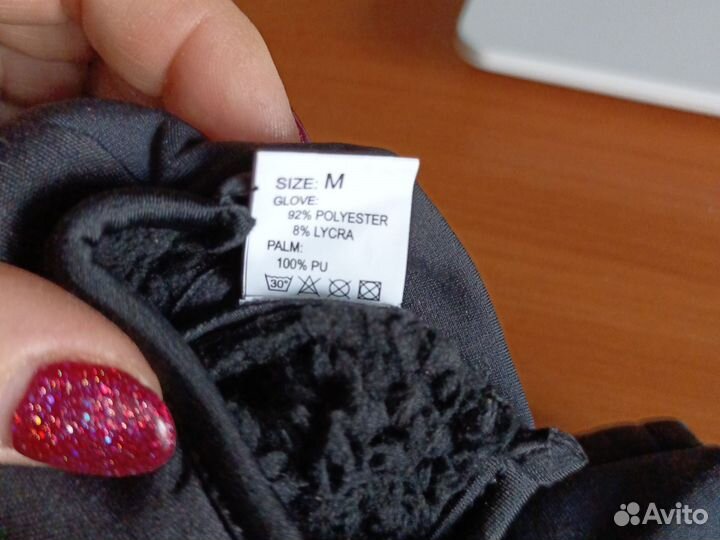 SIZE: M
GLOVE:
92% POLYESTER
8% LYCRA
PALM:
100% PU
30°
Avito